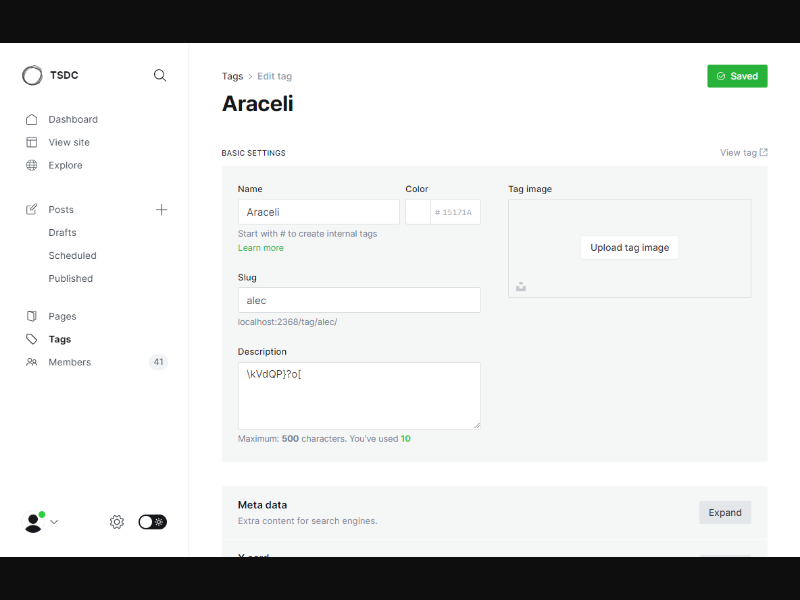 TSDC
Dashboard
View site
Explore
Posts
Drafts
Scheduled
Published
Pages
Tags
Members 41
Tags > Edit tag
Saved
Araceli
BASIC SETTINGS
View tag
Name
Araceli
Start with # to create internal tags
Learn more
Color
# 15171A
Slug
alec
localhost:2368/tag/alec/
Description
\kVdQP}?o[
Maximum: 500 characters. You've used 10
Tag image
Upload tag image
Meta data
Extra content for search engines.
Expand
X card